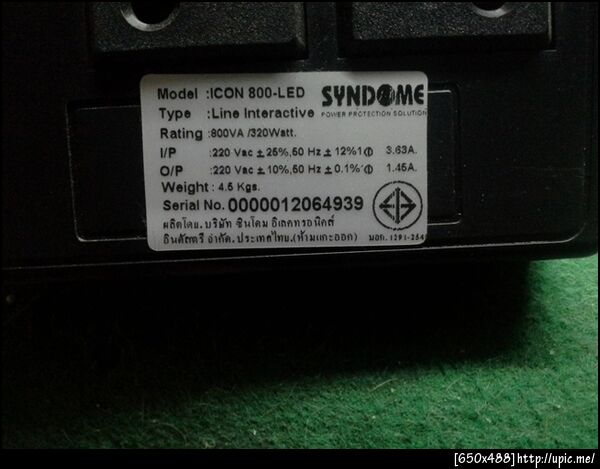 Model :ICON 800-LED
SYNDOME
POWER PROTECTION SOLUTION
Type :Line Interactive
Rating :800VA /320Watt.
I/P :220 Vac ± 25%,50 Hz ± 12%1Φ 3.63A.
O/P :220 Vac ± 10%,50 Hz ± 0.1%1Φ 1.45A.
Weight : 4.5 Kgs.
Serial No. 0000012064939
ผลิตโดย. บริษัท ซินโดม อิเลคทรอนิคส์
อินดัสตรี จำกัด. ประเทศไทย.(ห้ามแกะออก)
มอก. 1291-254
[650x488]http://upic.me/